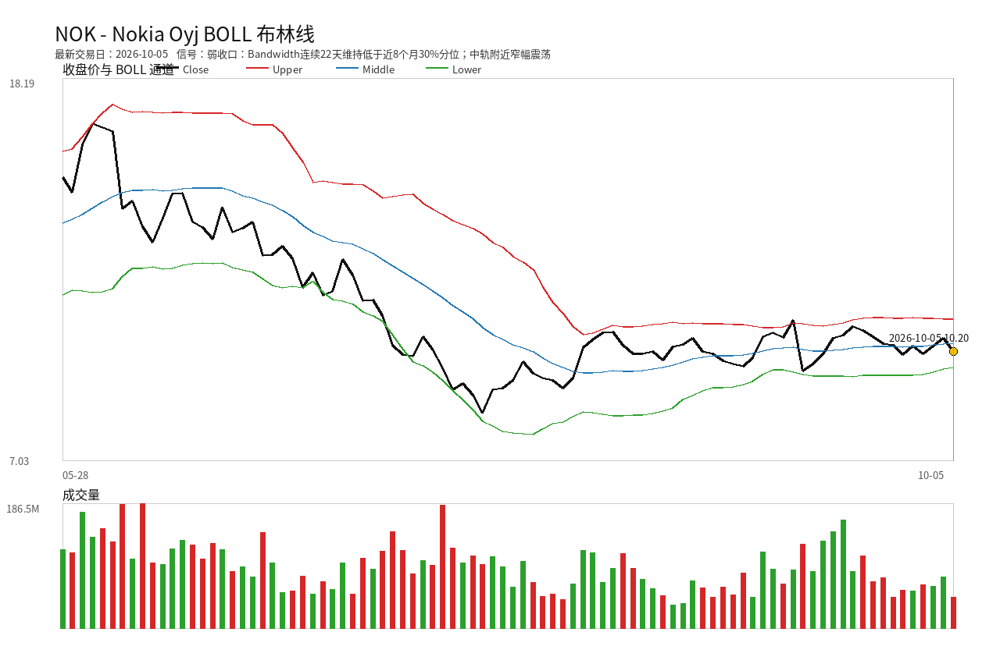 NOK - Nokia Oyj BOLL 布林线
最新交易日：2026-10-05 信号：弱收口：Bandwidth连续22天维持低于近8个月30%分位；中轨附近窄幅震荡
收盘价与 BOLL 通道 Close Upper Middle Lower
18.19
2026-10-05 10.20
7.03
05-28 10-05
成交量
186.5M